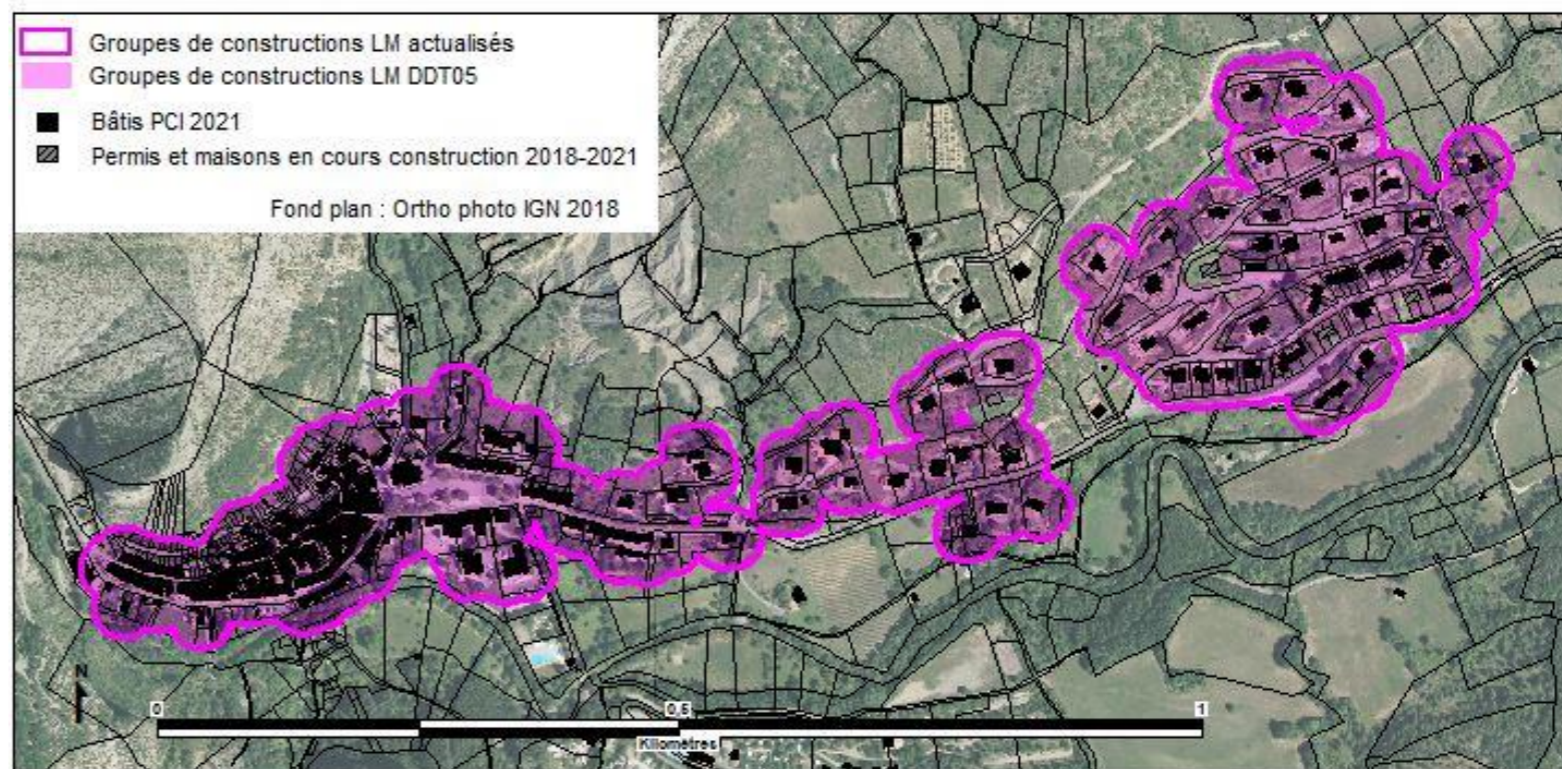 Groupes de constructions LM actualisés
Groupes de constructions LM DDT05
Bâtis PCI 2021
Permis et maisons en cours construction 2018-2021
Fond plan : Ortho photo IGN 2018
N
0 0,5 1
Kilomètres